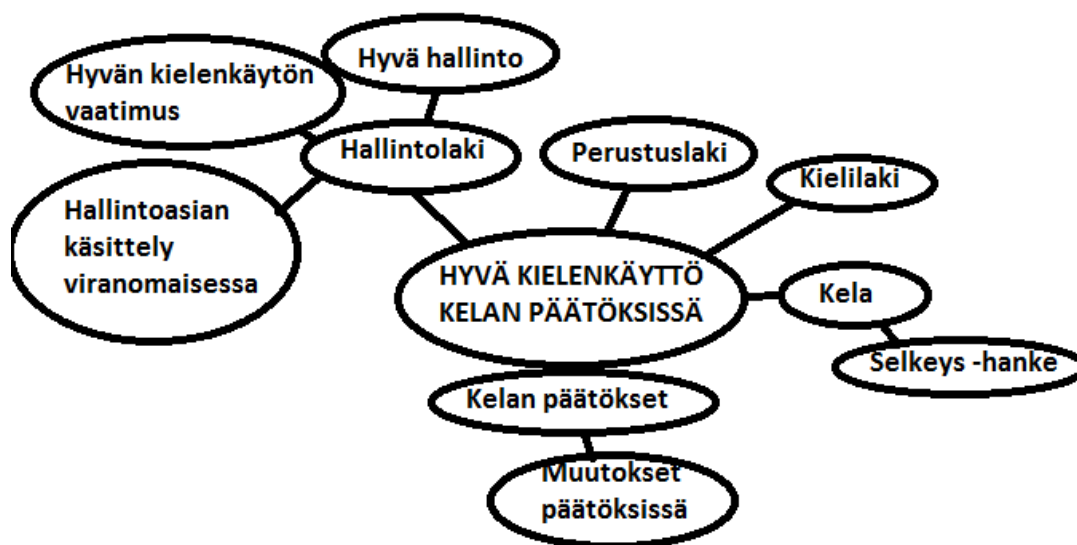 Hyvä hallinto
Hyvän kielenkäytön
vaatimus
Hallintolaki
Perustuslaki
Kielilaki
Hallintoasian
käsittely
viranomaisessa
HYVÄ KIELENKÄYTTÖ
KELAN PÄÄTÖKSISSÄ
Kela
Selkeys -hanke
Kelan päätökset
Muutokset
päätöksissä